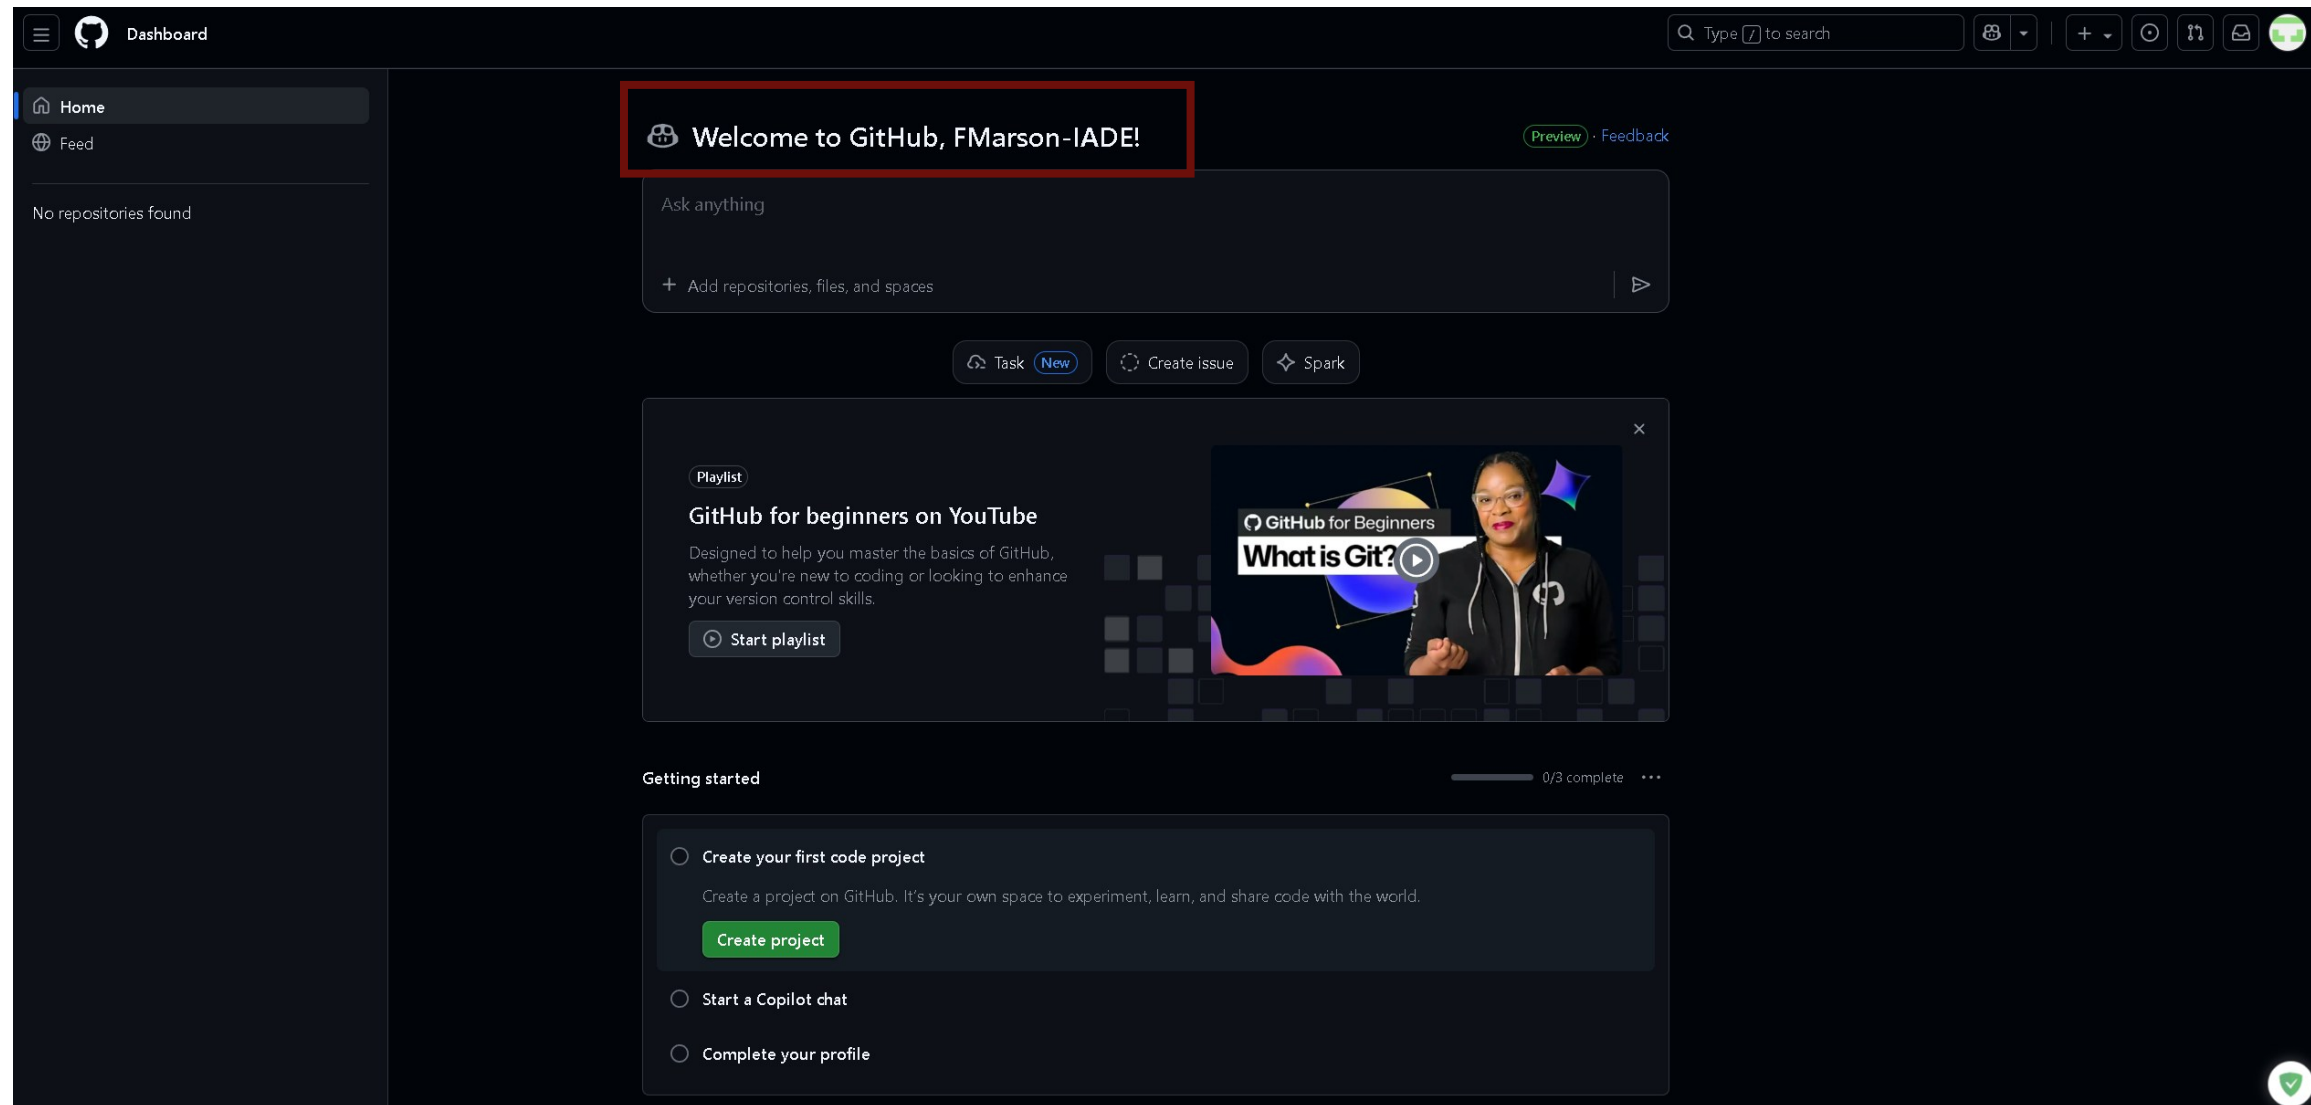 Dashboard
Type / to search
Home
Feed
No repositories found
Welcome to GitHub, FMarson-IADE!
Preview · Feedback
Ask anything
Add repositories, files, and spaces
Task New
Create issue
Spark
Playlist
GitHub for beginners on YouTube
Designed to help you master the basics of GitHub,
whether you're new to coding or looking to enhance
your version control skills.
Start playlist
GitHub for Beginners
What is Git?
Getting started
0/3 complete
Create your first code project
Create a project on GitHub. It's your own space to experiment, learn, and share code with the world.
Create project
Start a Copilot chat
Complete your profile